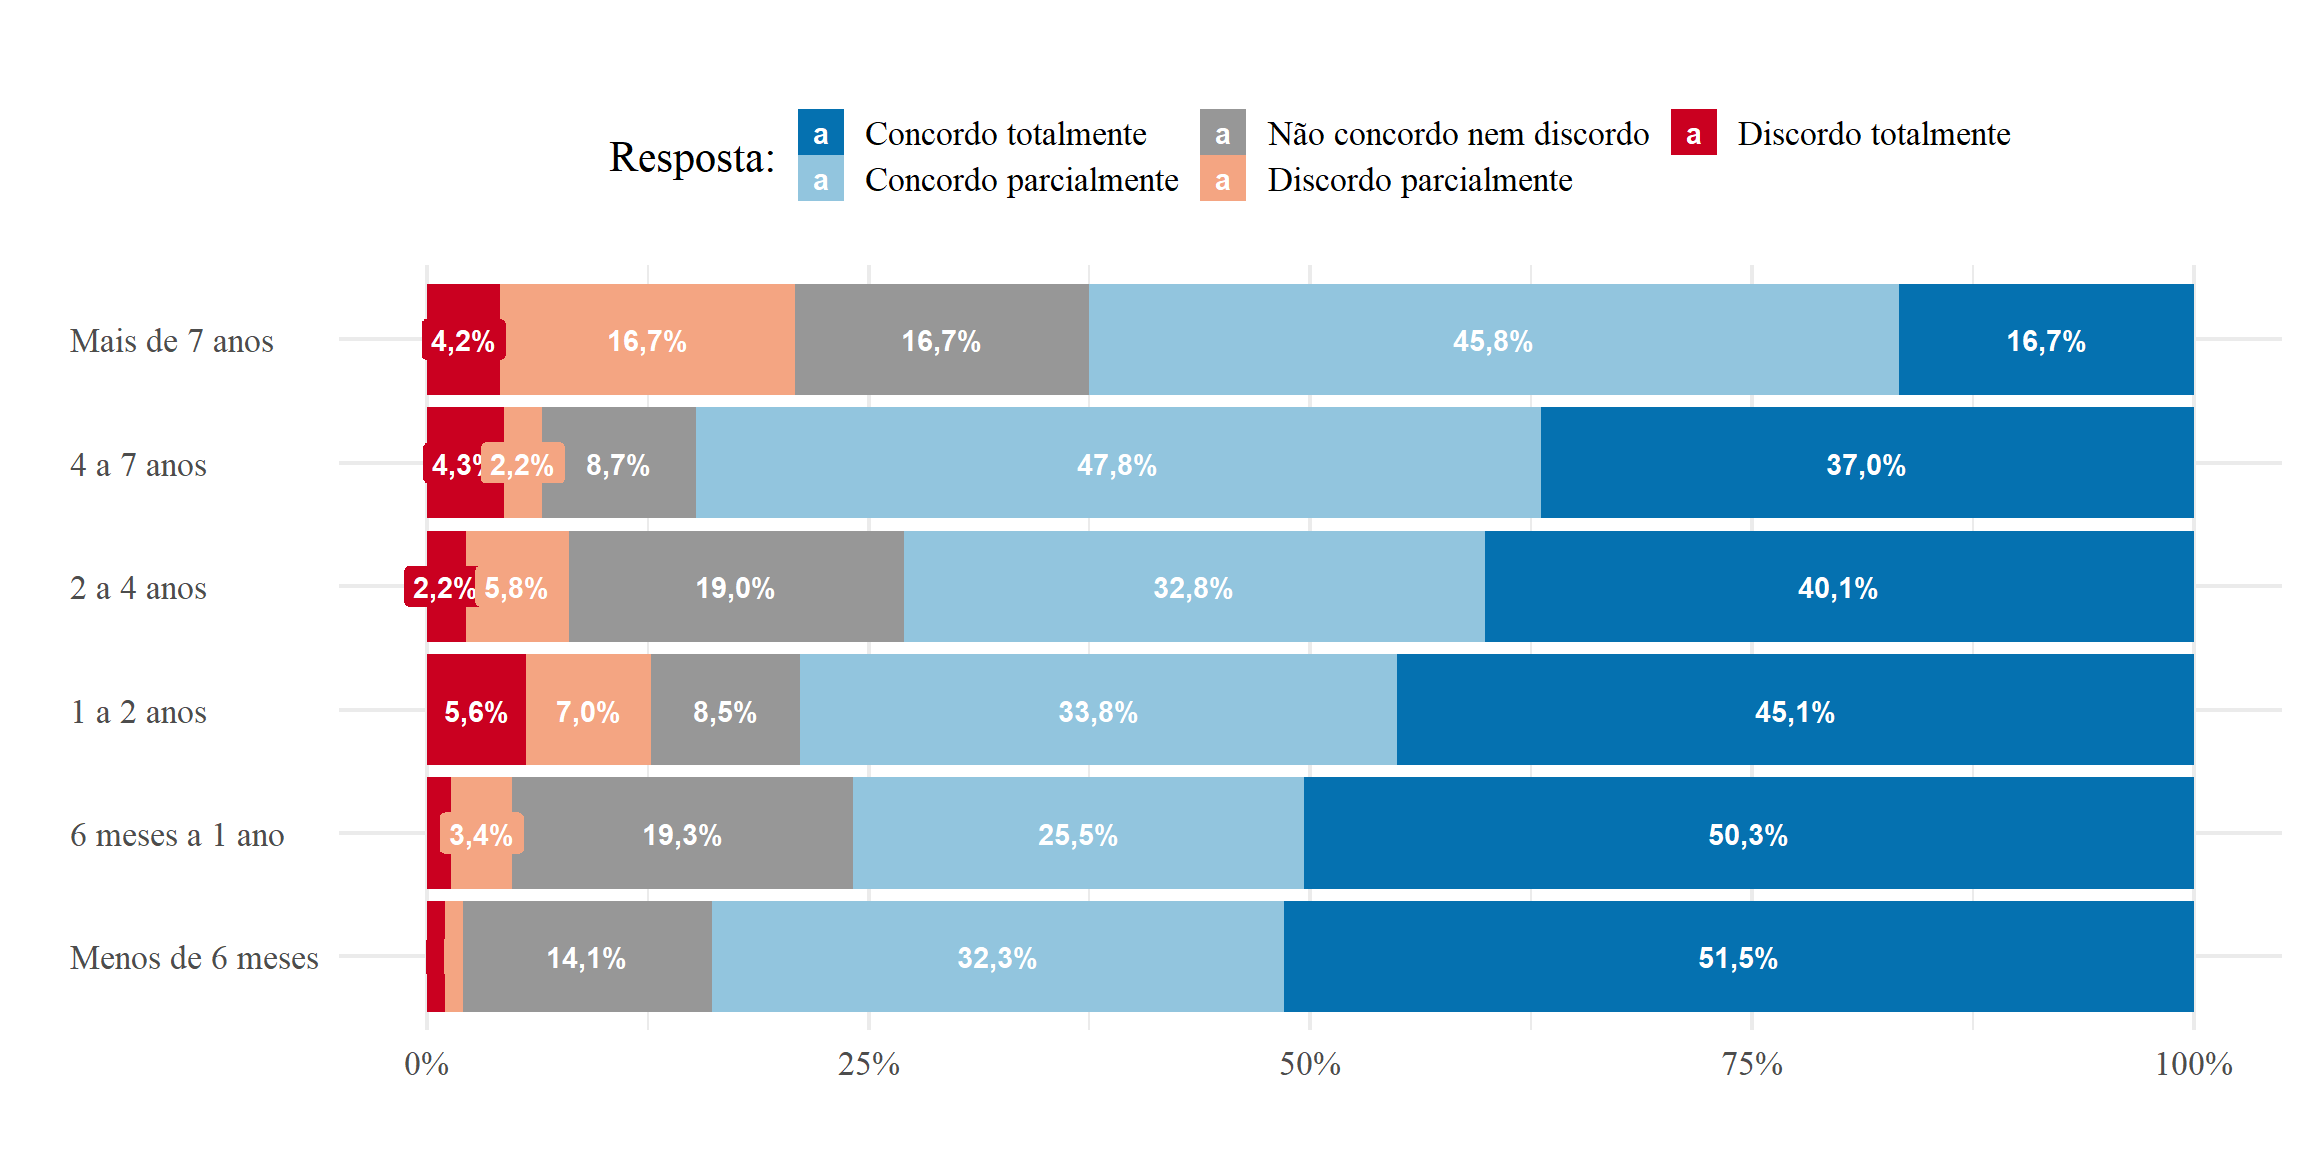 Resposta:
a Concordo totalmente
a Concordo parcialmente
a Não concordo nem discordo
a Discordo parcialmente
a Discordo totalmente
Mais de 7 anos 4,2% 16,7% 16,7% 45,8% 16,7%
4 a 7 anos 4,3% 2,2% 8,7% 47,8% 37,0%
2 a 4 anos 2,2% 5,8% 19,0% 32,8% 40,1%
1 a 2 anos 5,6% 7,0% 8,5% 33,8% 45,1%
6 meses a 1 ano 3,4% 19,3% 25,5% 50,3%
Menos de 6 meses 14,1% 32,3% 51,5%
0% 25% 50% 75% 100%